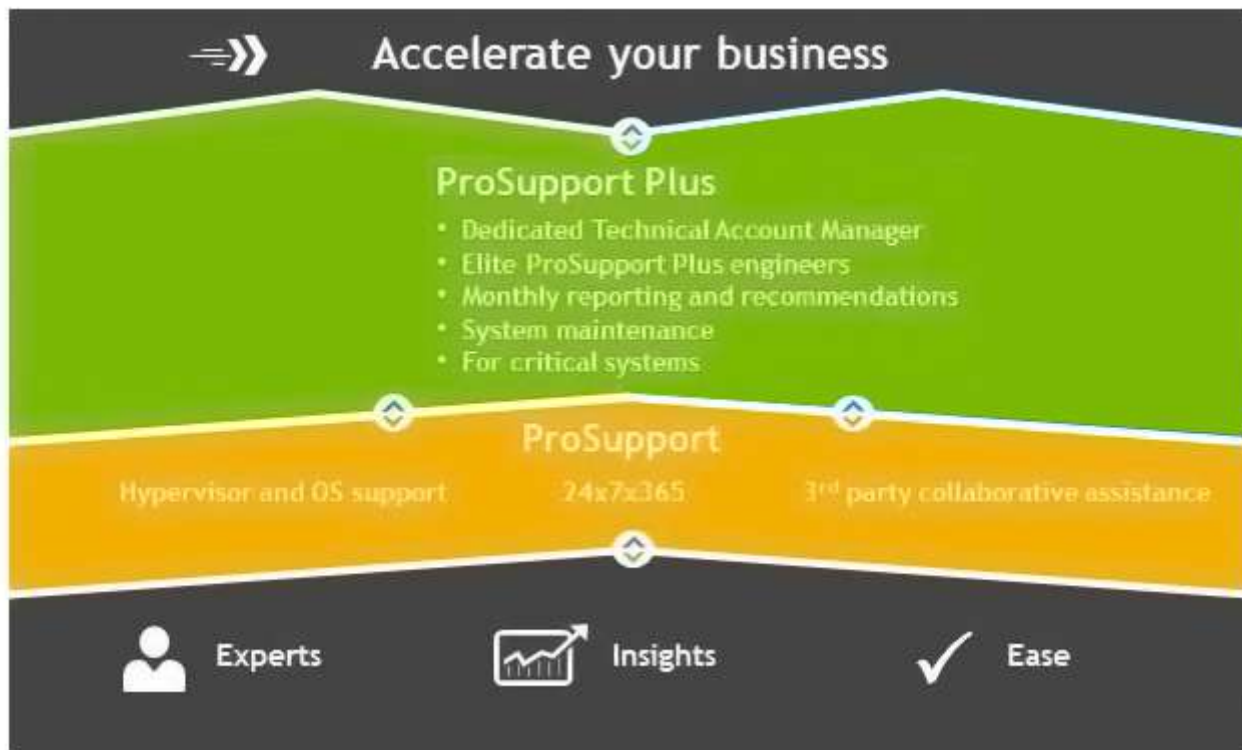 Accelerate your business
ProSupport Plus
• Dedicated Technical Account Manager
• Elite ProSupport Plus engineers
• Monthly reporting and recommendations
• System maintenance
• For critical systems
ProSupport
Hypervisor and OS support 24x7x365 3rd party collaborative assistance
Experts Insights Ease